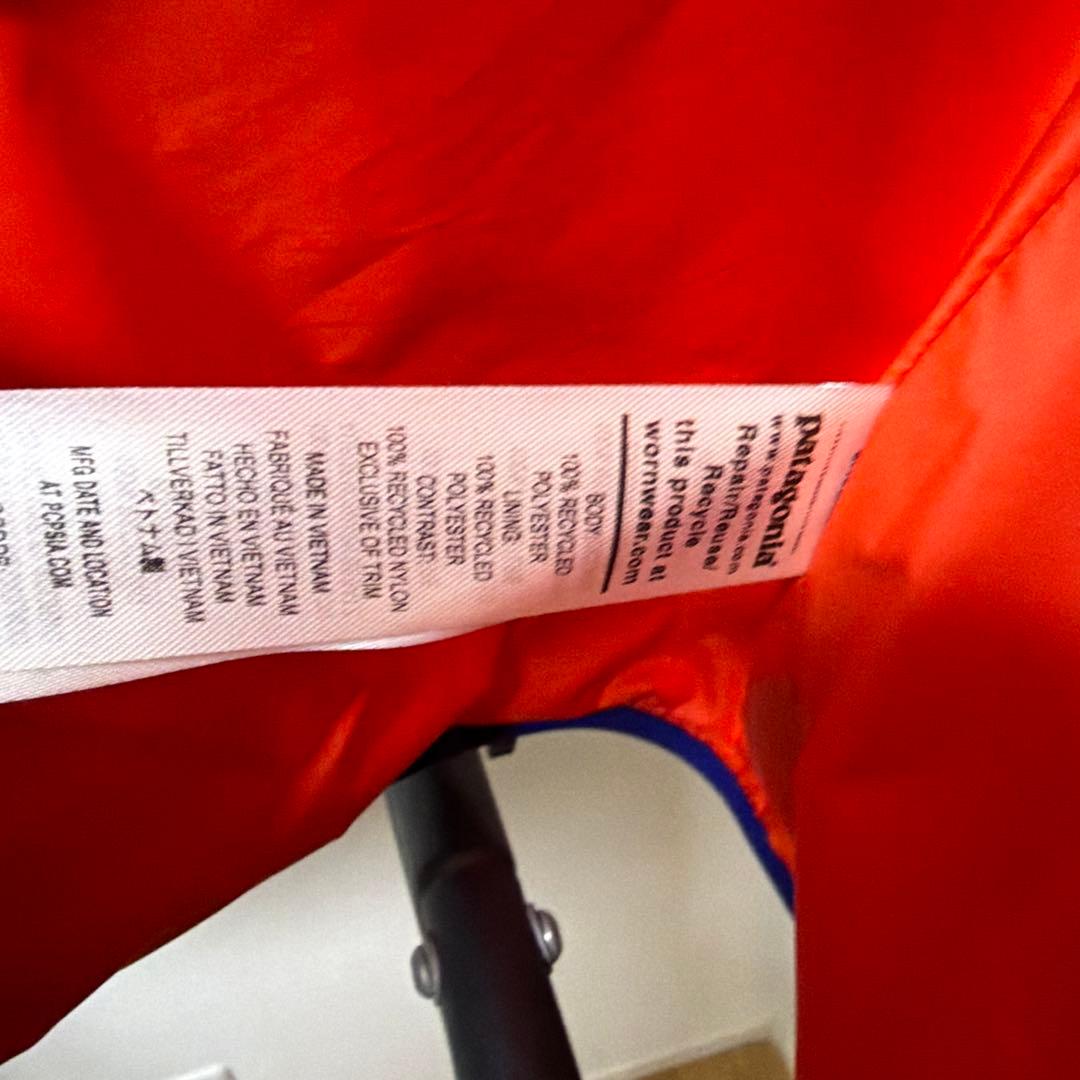 patagonia®
www.patagonia.com
Repair/Reuse/
Recycle
this product at
wornwear.com
BODY
100% RECYCLED
POLYESTER
LINING
100% RECYCLED
POLYESTER
CONTRAST:
100% RECYCLED NYLON
EXCLUSIVE OF TRIM
MADE IN VIETNAM
FABRIQUÉ AU VIETNAM
HECHO EN VIETNAM
FATTO IN VIETNAM
TILLVERKAD VIETNAM
ベトナム製
MFG DATE AND LOCATION
AT PCPSIA.COM